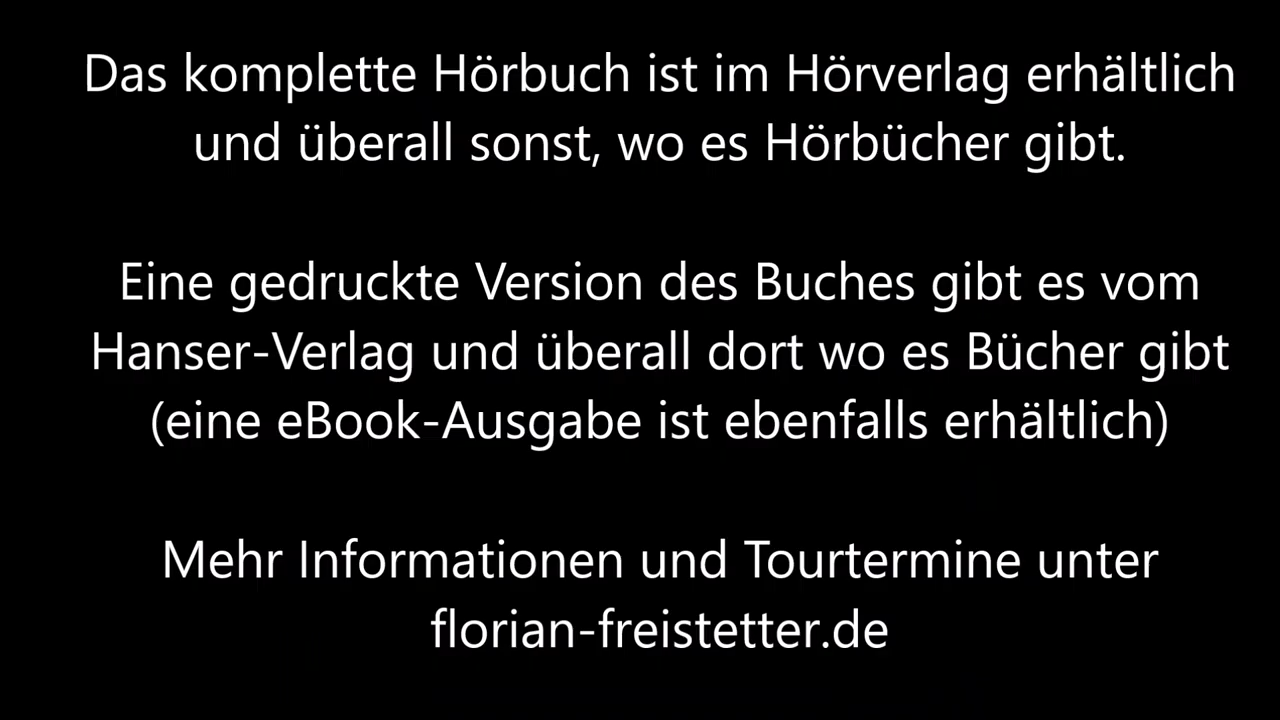 Das komplette Hörbuch ist im Hörverlag erhältlich
und überall sonst, wo es Hörbücher gibt.
Eine gedruckte Version des Buches gibt es vom
Hanser-Verlag und überall dort wo es Bücher gibt
(eine eBook-Ausgabe ist ebenfalls erhältlich)
Mehr Informationen und Tourtermine unter
florian-freistetter.de